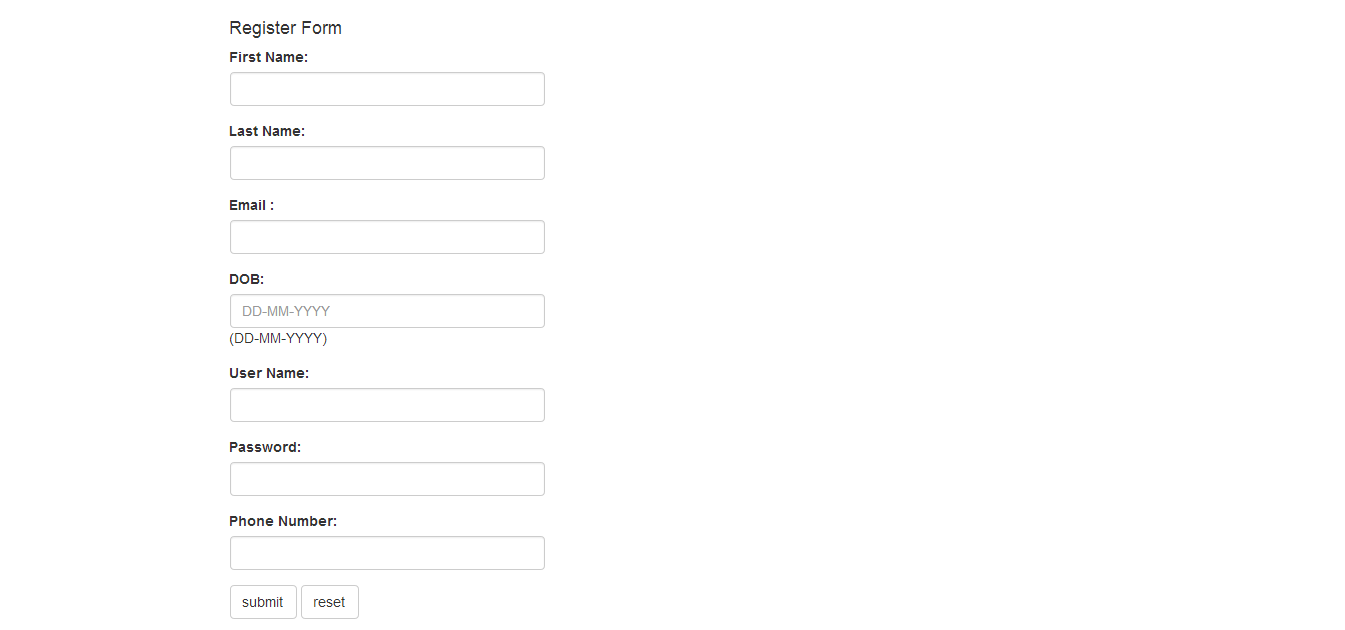 Register Form
First Name:
Last Name:
Email :
DOB:
DD-MM-YYYY
(DD-MM-YYYY)
User Name:
Password:
Phone Number:
submit reset